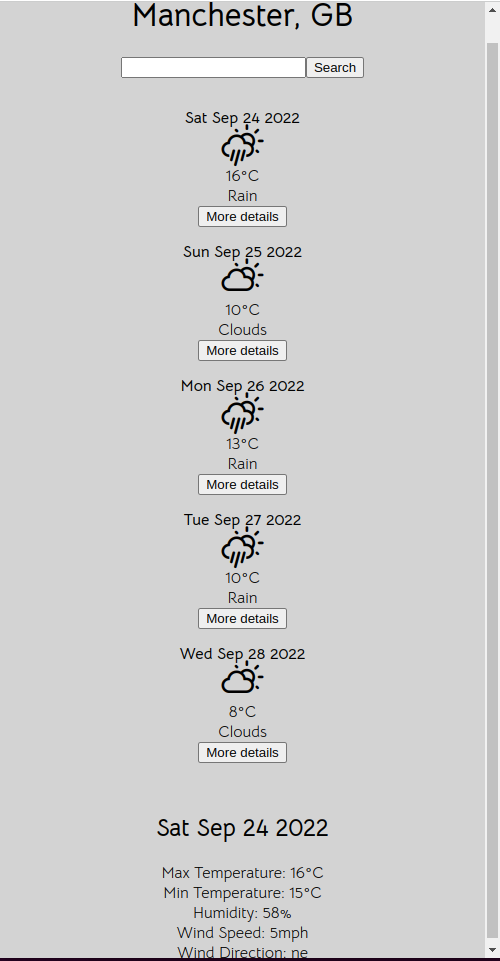 Manchester, GB
Search
Sat Sep 24 2022
16°C
Rain
More details
Sun Sep 25 2022
10°C
Clouds
More details
Mon Sep 26 2022
13°C
Rain
More details
Tue Sep 27 2022
10°C
Rain
More details
Wed Sep 28 2022
8°C
Clouds
More details
Sat Sep 24 2022
Max Temperature: 16°C
Min Temperature: 15°C
Humidity: 58%
Wind Speed: 5mph
Wind Direction: ne